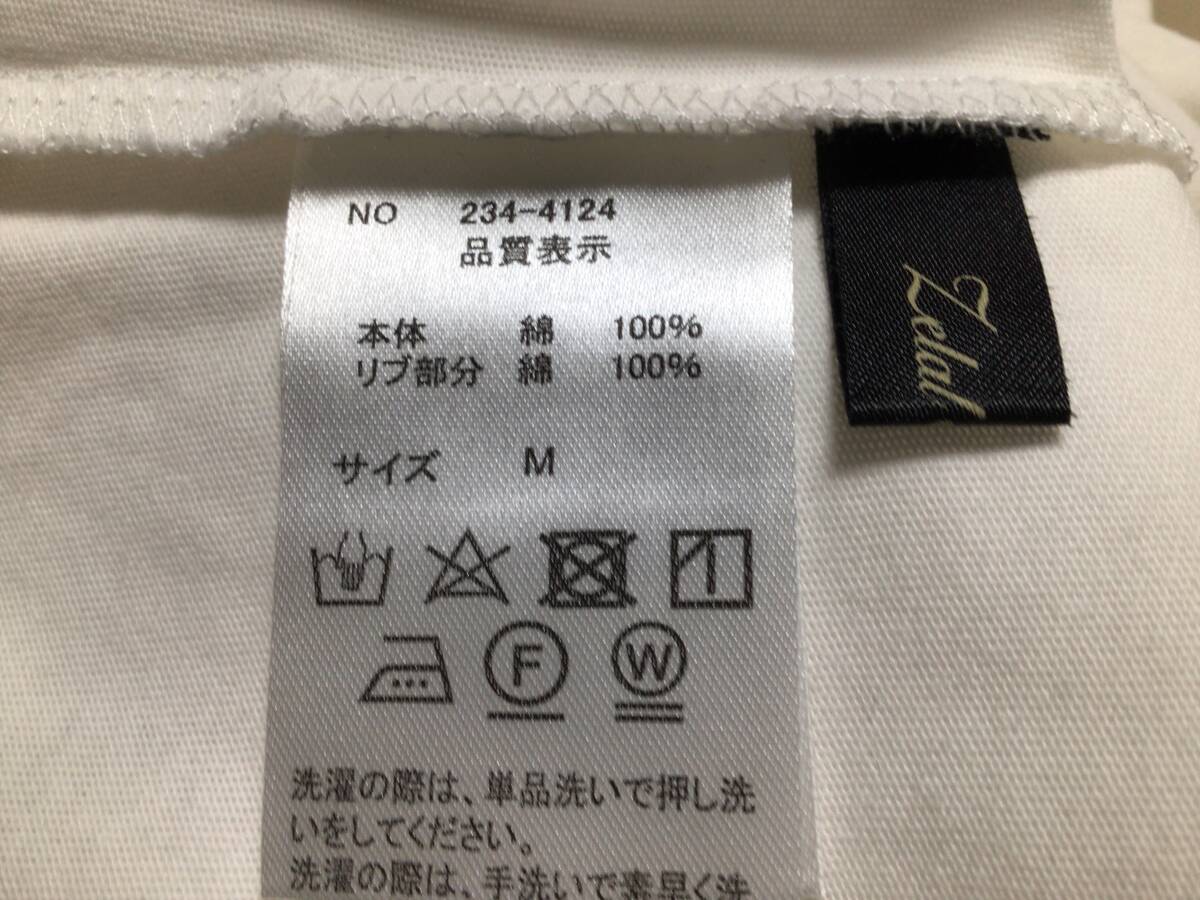 NO 234-4124
品質表示
本体 綿 100%
リブ部分 綿 100%
サイズ M
F W
洗濯の際は、単品洗いで押し洗
いをしてください。
洗濯の際は、手洗いで素早く洗